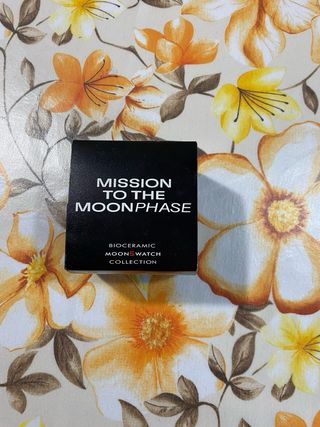 MISSION
TO THE
MOONPHASE
BIOCERAMIC
MOONSWATCH
COLLECTION